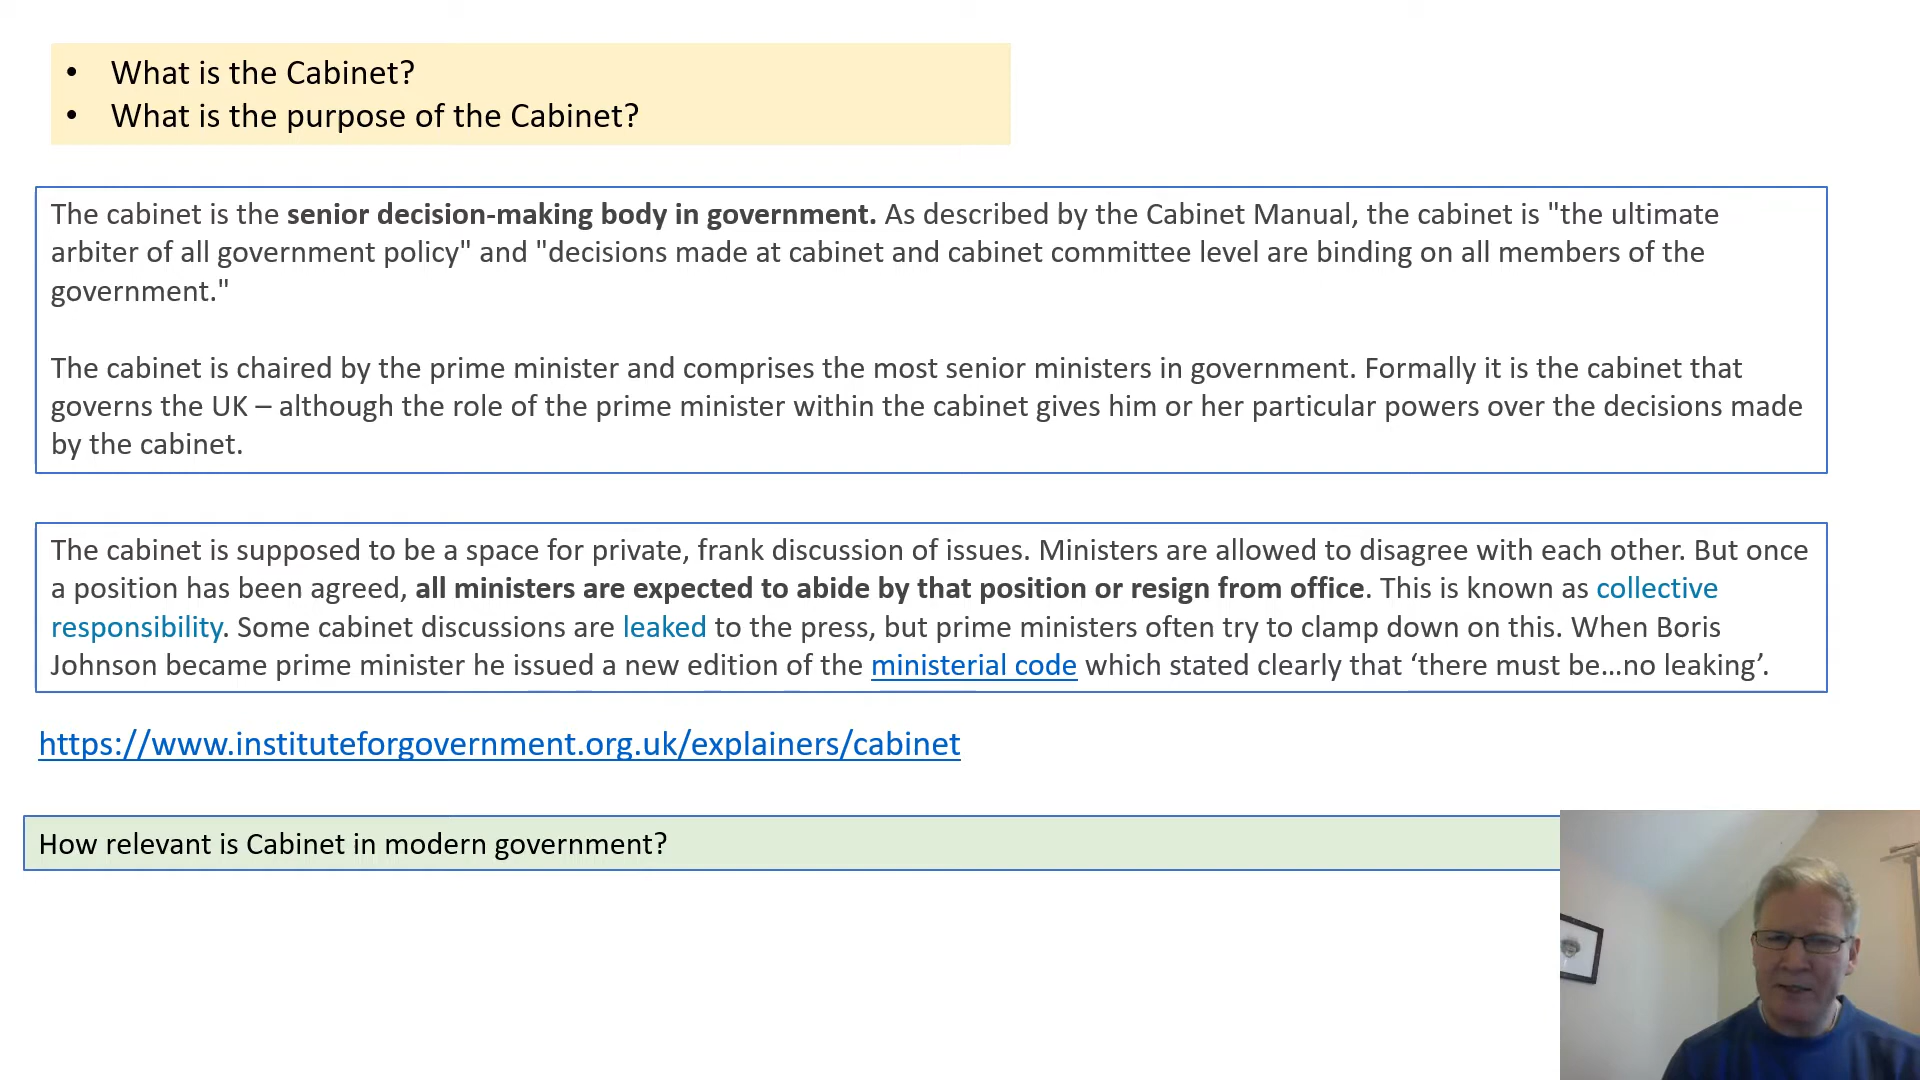 • What is the Cabinet?
• What is the purpose of the Cabinet?
The cabinet is the senior decision-making body in government. As described by the Cabinet Manual, the cabinet is "the ultimate
arbiter of all government policy" and "decisions made at cabinet and cabinet committee level are binding on all members of the
government."
The cabinet is chaired by the prime minister and comprises the most senior ministers in government. Formally it is the cabinet that
governs the UK – although the role of the prime minister within the cabinet gives him or her particular powers over the decisions made
by the cabinet.
The cabinet is supposed to be a space for private, frank discussion of issues. Ministers are allowed to disagree with each other. But once
a position has been agreed, all ministers are expected to abide by that position or resign from office. This is known as collective
responsibility. Some cabinet discussions are leaked to the press, but prime ministers often try to clamp down on this. When Boris
Johnson became prime minister he issued a new edition of the ministerial code which stated clearly that ‘there must be…no leaking’.
https://www.instituteforgovernment.org.uk/explainers/cabinet
How relevant is Cabinet in modern government?